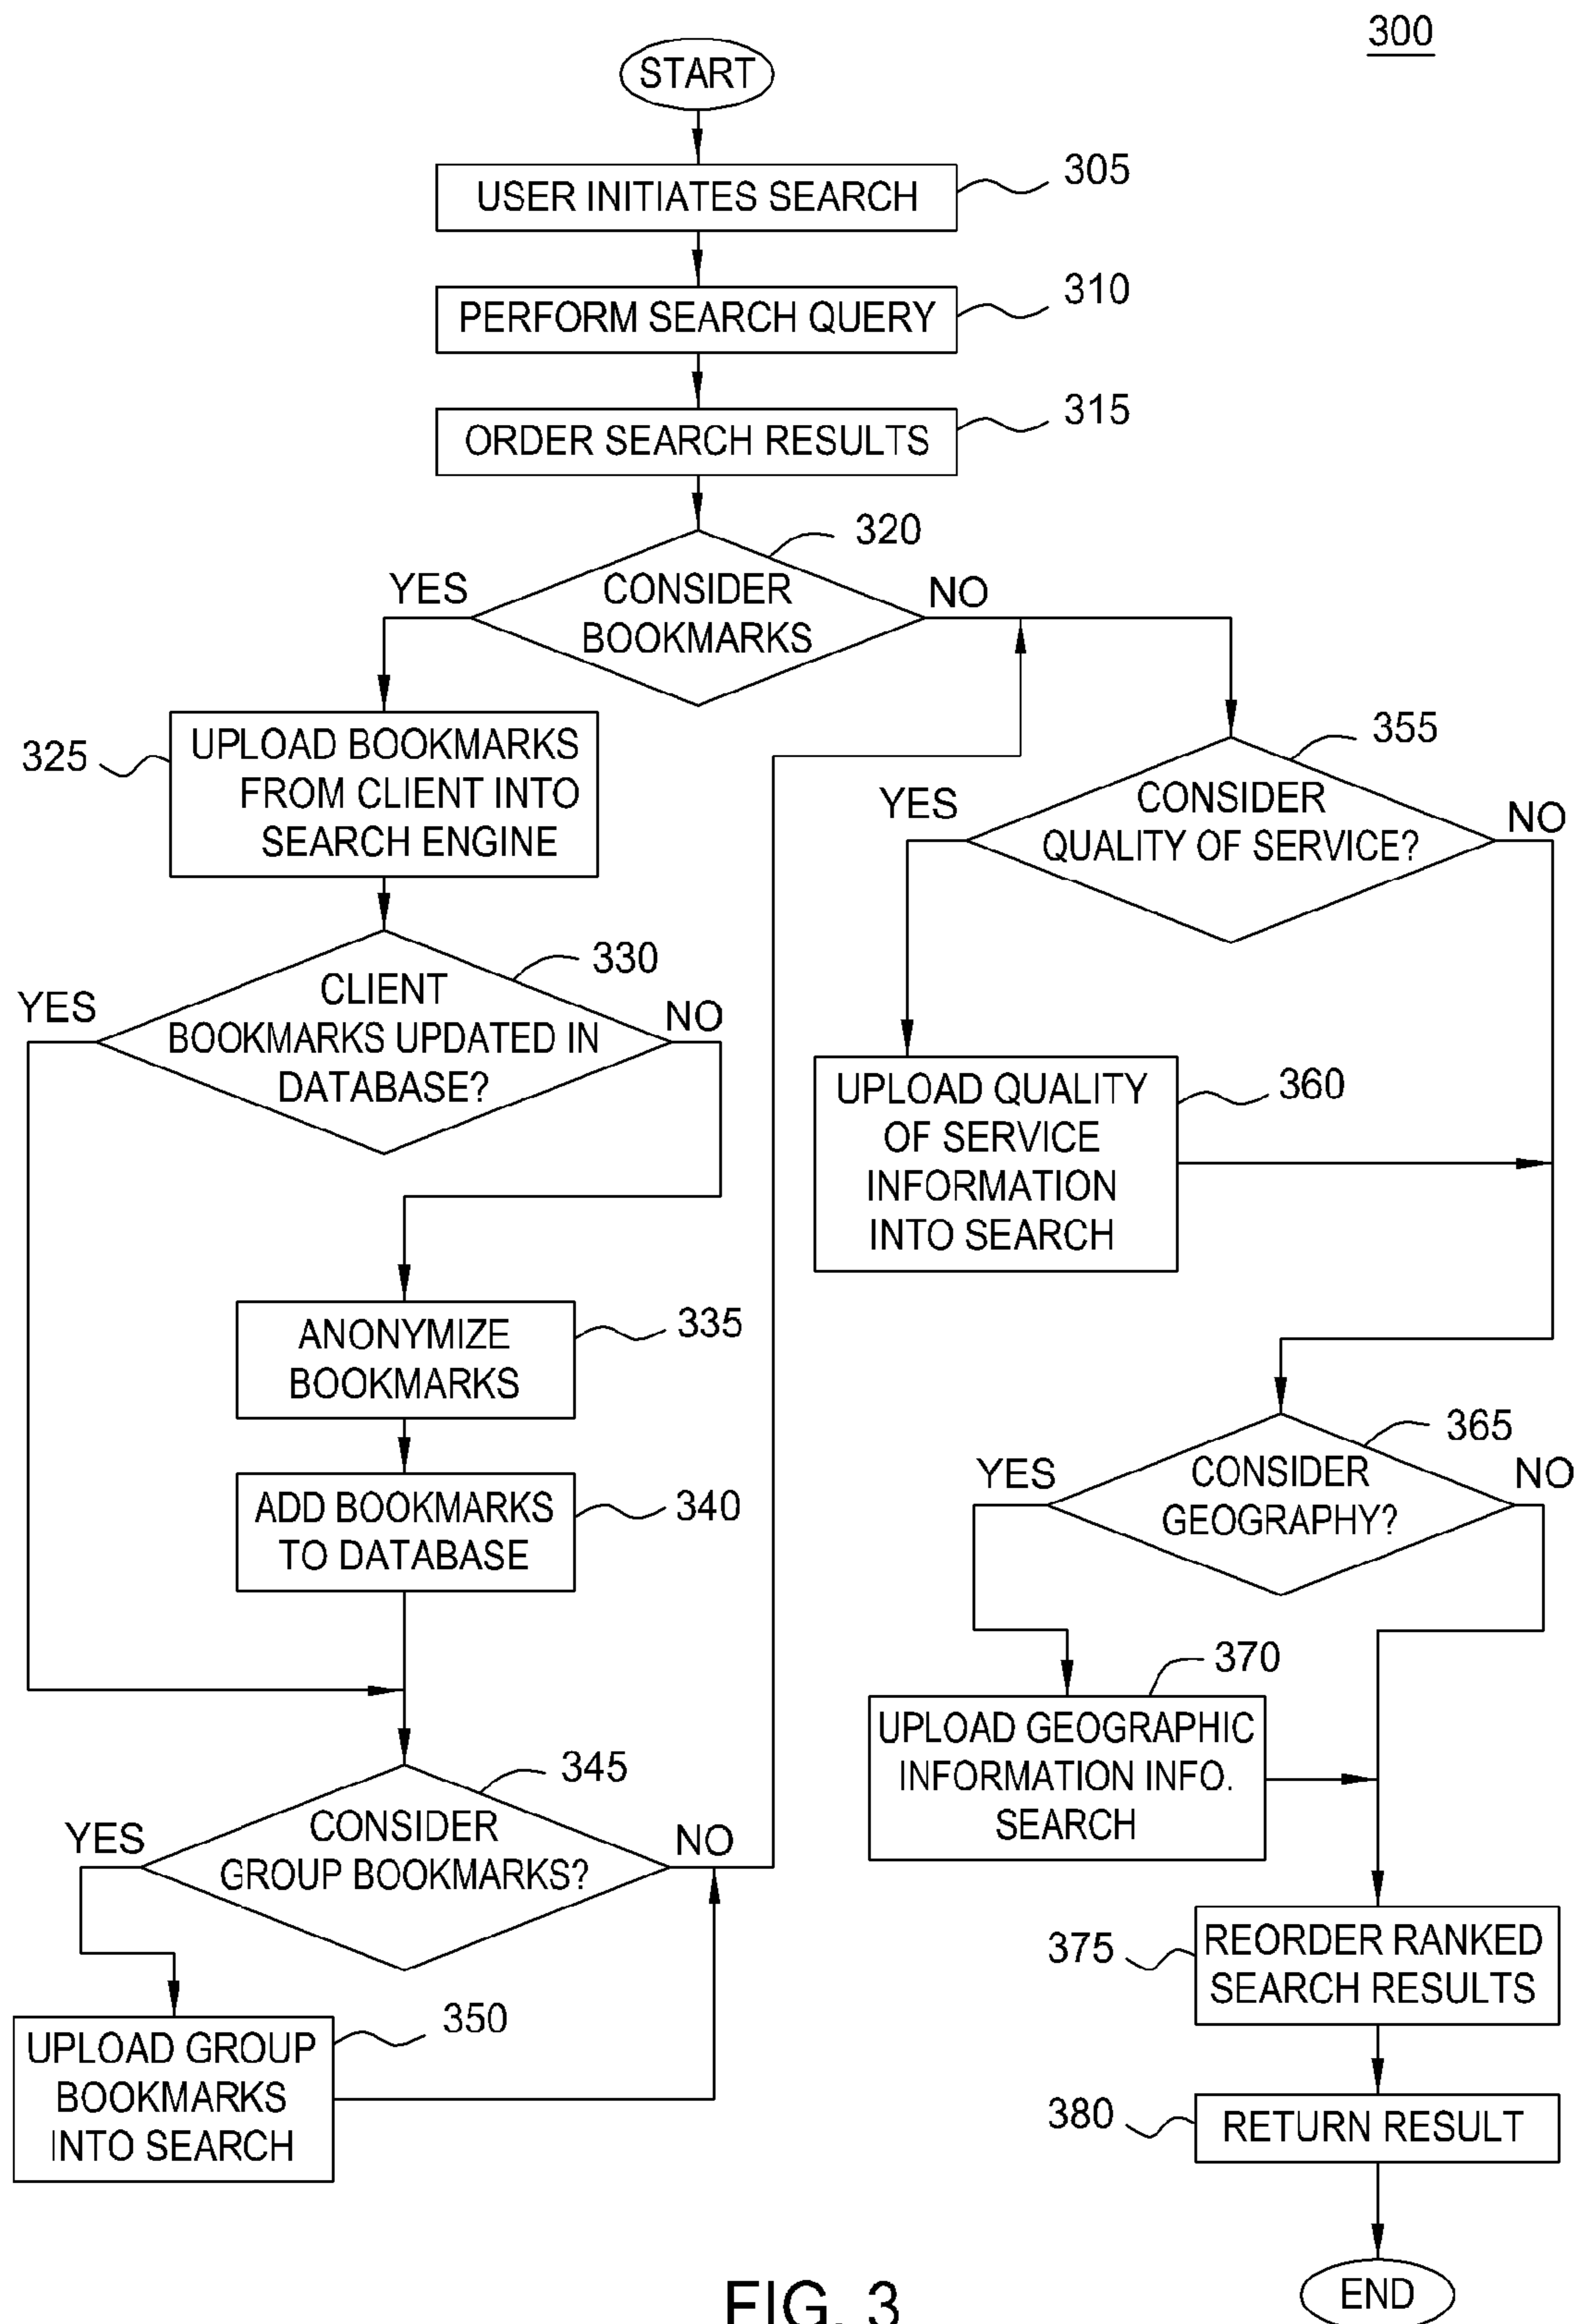 300
START
USER INITIATES SEARCH
305
PERFORM SEARCH QUERY
310
ORDER SEARCH RESULTS
315
320
YES
CONSIDER
BOOKMARKS
NO
325
UPLOAD BOOKMARKS
FROM CLIENT INTO
SEARCH ENGINE
330
YES
CLIENT
BOOKMARKS UPDATED IN
DATABASE?
NO
335
ANONYMIZE
BOOKMARKS
340
ADD BOOKMARKS
TO DATABASE
345
YES
CONSIDER
GROUP BOOKMARKS?
NO
350
UPLOAD GROUP
BOOKMARKS
INTO SEARCH
355
YES
CONSIDER
QUALITY OF SERVICE?
NO
360
UPLOAD QUALITY
OF SERVICE
INFORMATION
INTO SEARCH
365
YES
CONSIDER
GEOGRAPHY?
NO
370
UPLOAD GEOGRAPHIC
INFORMATION INFO.
SEARCH
375
REORDER RANKED
SEARCH RESULTS
380
RETURN RESULT
END
FIG. 3